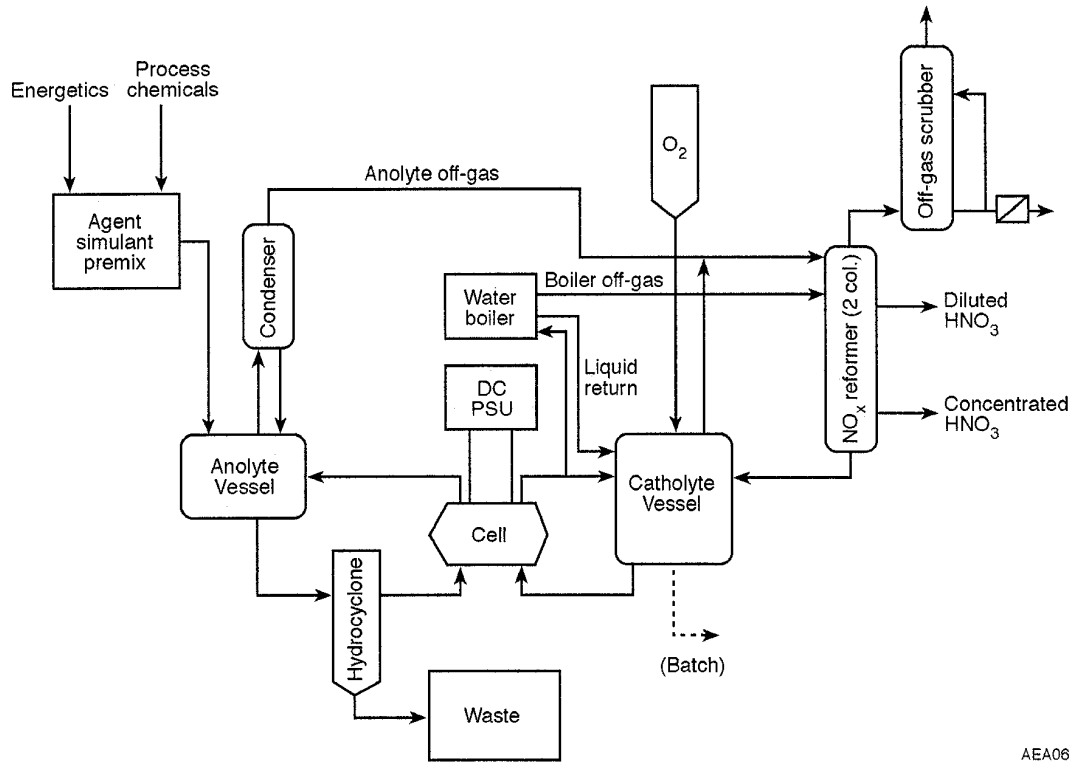 Energetics
Process
chemicals
Agent
simulant
premix
Condenser
Anolyte off-gas
O2
Off-gas scrubber
Water
boiler
Boiler off-gas
Liquid
return
DC
PSU
NOx reformer (2 col.)
Diluted
HNO3
Concentrated
HNO3
Anolyte
Vessel
Cell
Catholyte
Vessel
Hydrocyclone
(Batch)
Waste
AEA06